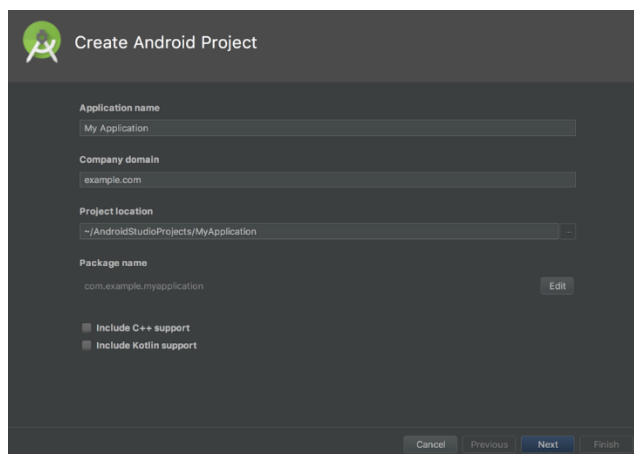 Create Android Project
Application name
My Application
Company domain
example.com
Project location
~/AndroidStudioProjects/MyApplication
...
Package name
com.example.myapplication
Edit
Include C++ support
Include Kotlin support
Cancel Previous Next Finish